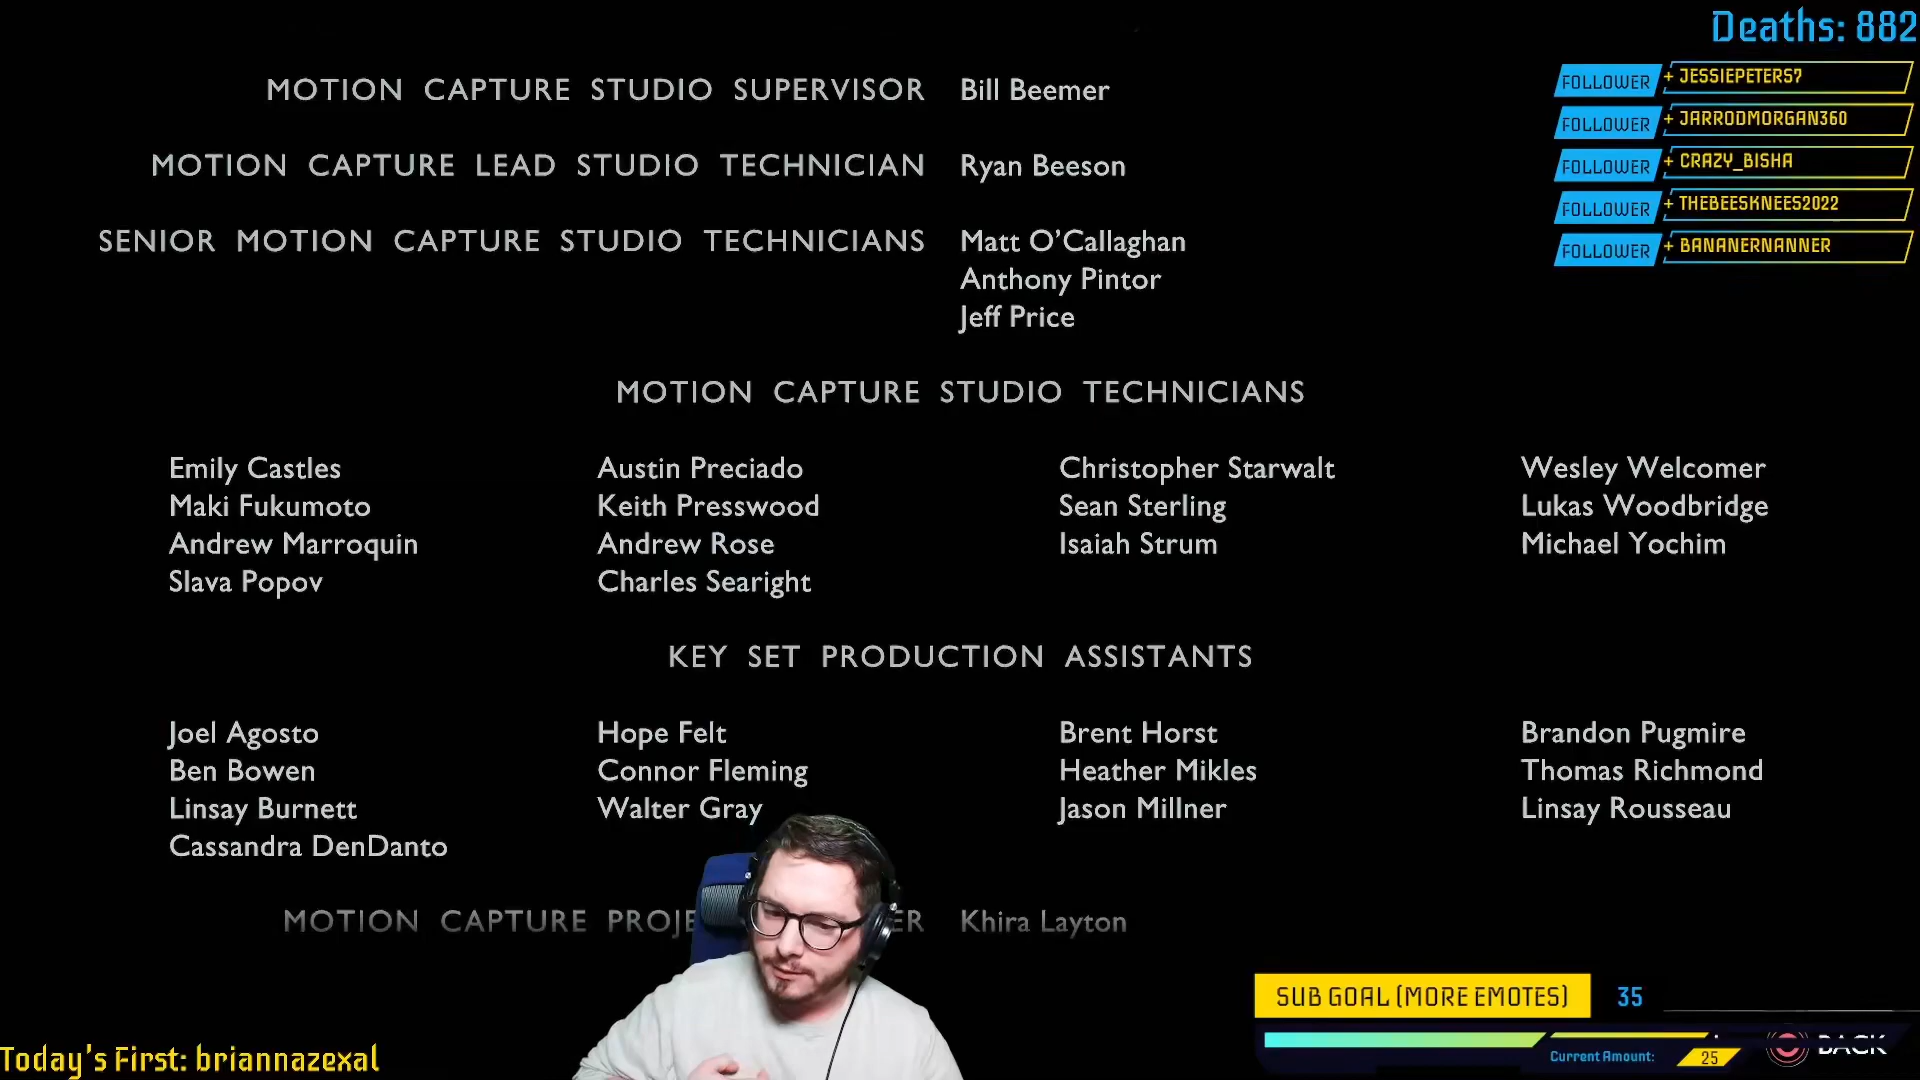 Deaths: 882
FOLLOWER + JESSIEPETERS7
FOLLOWER + JARRODMORGAN360
FOLLOWER + CRAZY_BISHA
FOLLOWER + THEBEESKNEES2022
FOLLOWER + BANANERNANNER
MOTION CAPTURE STUDIO SUPERVISOR Bill Beemer
MOTION CAPTURE LEAD STUDIO TECHNICIAN Ryan Beeson
SENIOR MOTION CAPTURE STUDIO TECHNICIANS Matt O’Callaghan
Anthony Pintor
Jeff Price
MOTION CAPTURE STUDIO TECHNICIANS
Emily Castles Austin Preciado Christopher Starwalt Wesley Welcomer
Maki Fukumoto Keith Presswood Sean Sterling Lukas Woodbridge
Andrew Marroquin Andrew Rose Isaiah Strum Michael Yochim
Slava Popov Charles Searight
KEY SET PRODUCTION ASSISTANTS
Joel Agosto Hope Felt Brent Horst Brandon Pugmire
Ben Bowen Connor Fleming Heather Mikles Thomas Richmond
Linsay Burnett Walter Gray Jason Millner Linsay Rousseau
Cassandra DenDanto
MOTION CAPTURE Khira Layton
SUB GOAL (MORE EMOTES) 35
Current Amount: 25
BACK
Today's First: briannazexal